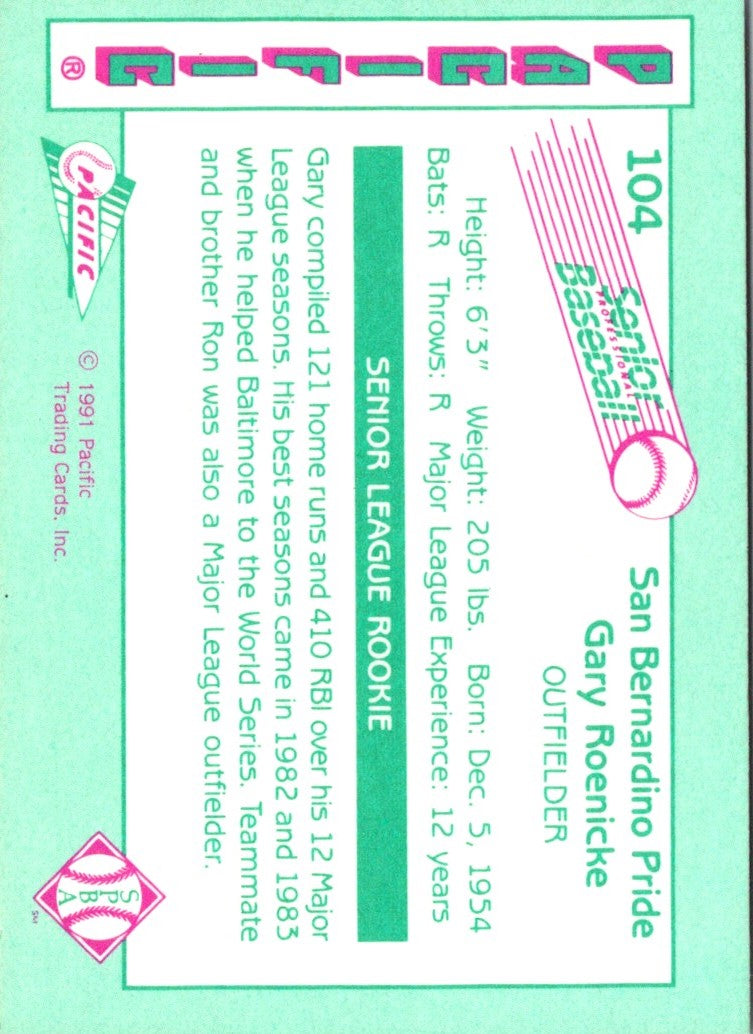 PACIFIC®
104
Senior
PROFESSIONAL
Baseball
San Bernardino Pride
Gary Roenicke
OUTFIELDER
Height: 6'3" Weight: 205 lbs. Born: Dec. 5, 1954
Bats: R Throws: R Major League Experience: 12 years
SENIOR LEAGUE ROOKIE
Gary compiled 121 home runs and 410 RBI over his 12 Major
League seasons. His best seasons came in 1982 and 1983
when he helped Baltimore to the World Series. Teammate
and brother Ron was also a Major League outfielder.
PACIFIC
© 1991 Pacific
Trading Cards, Inc.
S
P
B
A
SM